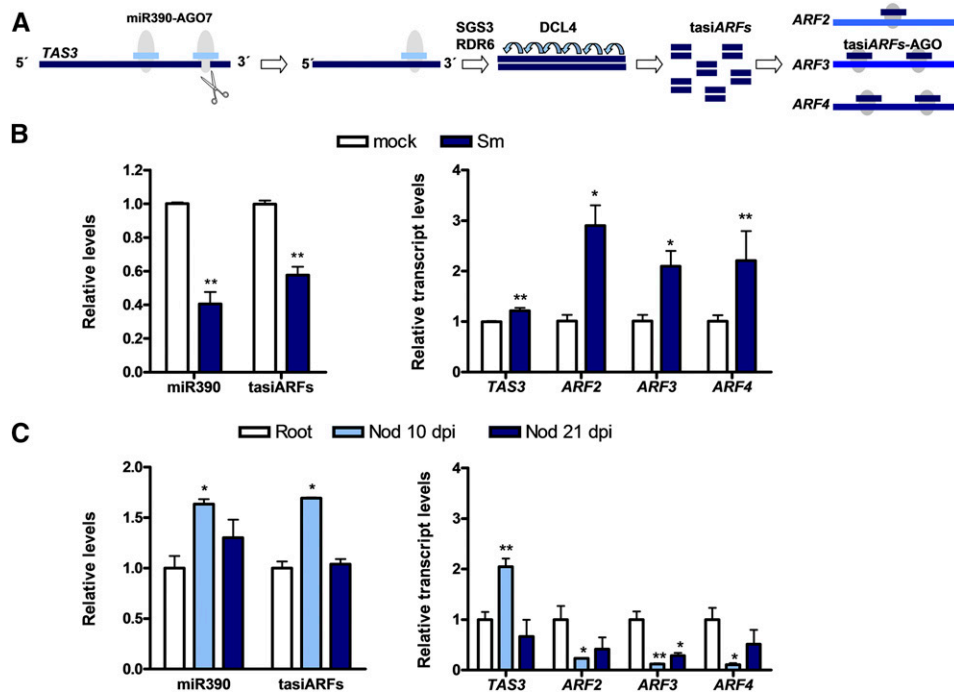 A
miR390-AGO7
TAS3
5´ 3´
3´
SGS3
RDR6
DCL4
tasiARFs
ARF2
tasiARFs-AGO
ARF3
ARF4
B
mock Sm
Relative levels
1.2
1.0
0.8
0.6
0.4
0.2
0.0
** **
miR390 tasiARFs
Relative transcript levels
4
3
2
1
0
** * * **
TAS3 ARF2 ARF3 ARF4
C
Root Nod 10 dpi Nod 21 dpi
Relative levels
2.0
1.5
1.0
0.5
0.0
* *
miR390 tasiARFs
Relative transcript levels
4
3
2
1
0
** * ** * *
TAS3 ARF2 ARF3 ARF4